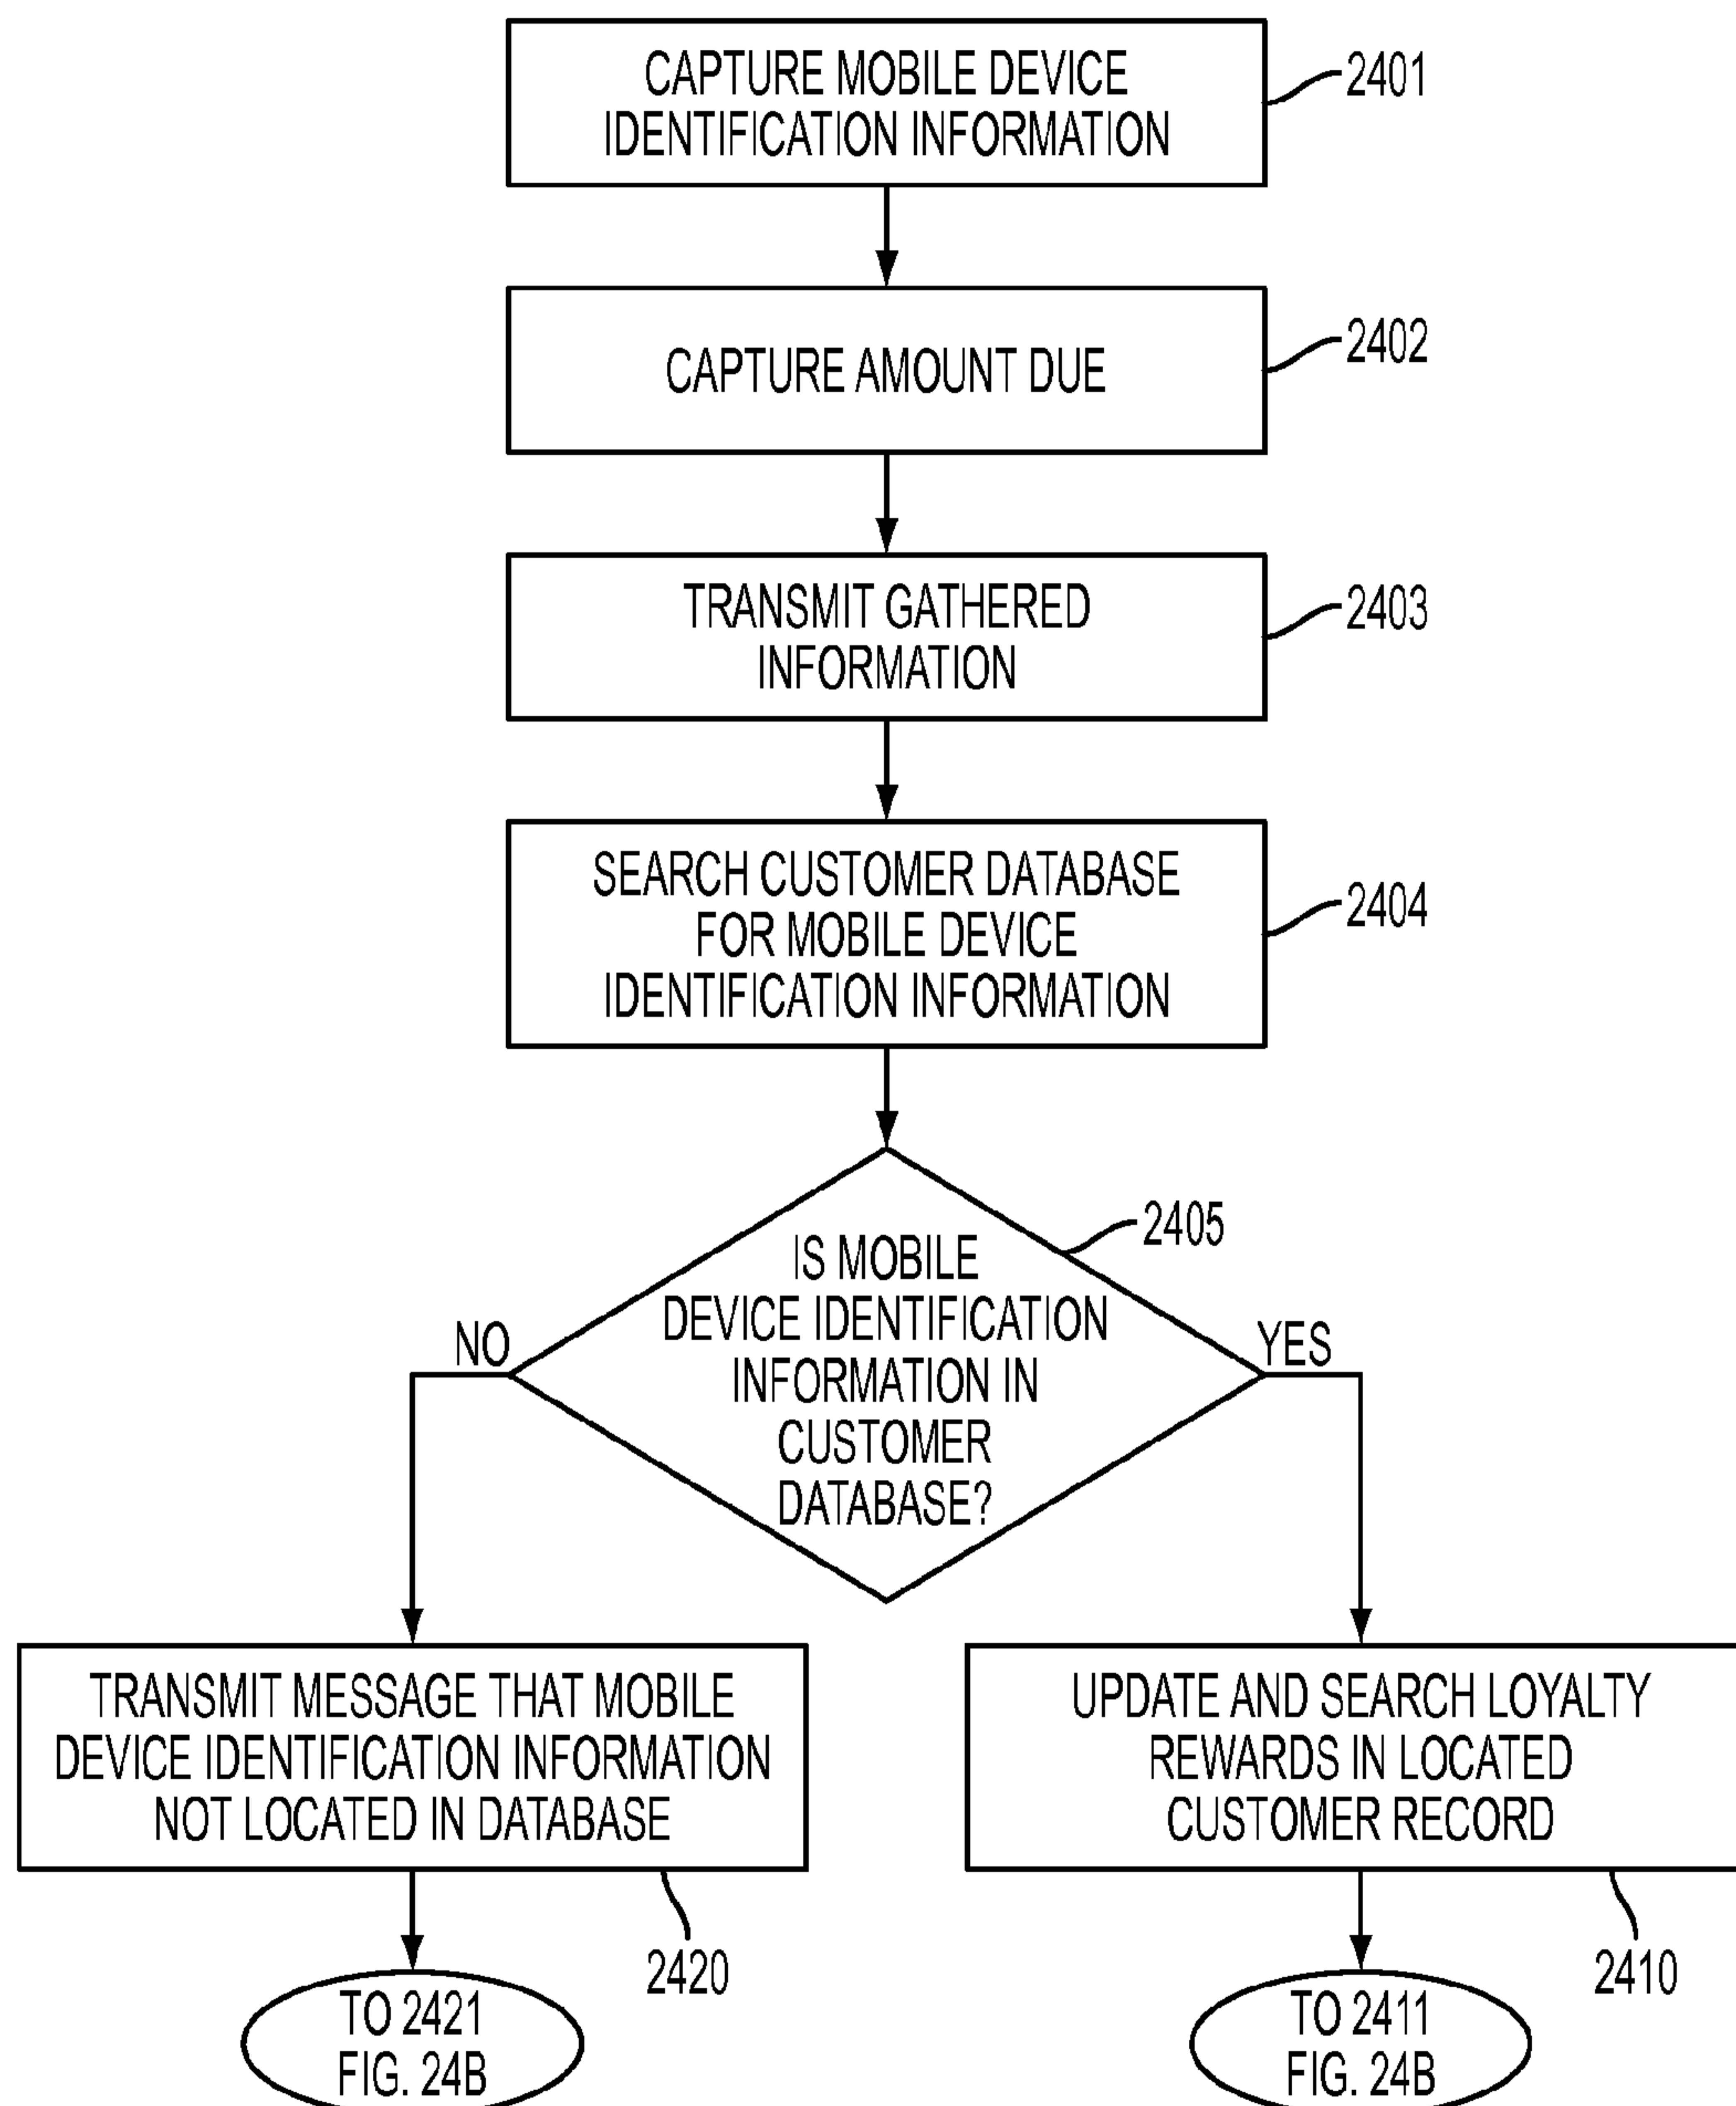 CAPTURE MOBILE DEVICE
IDENTIFICATION INFORMATION
2401
CAPTURE AMOUNT DUE
2402
TRANSMIT GATHERED
INFORMATION
2403
SEARCH CUSTOMER DATABASE
FOR MOBILE DEVICE
IDENTIFICATION INFORMATION
2404
IS MOBILE
DEVICE IDENTIFICATION
INFORMATION IN
CUSTOMER
DATABASE?
2405
NO
YES
TRANSMIT MESSAGE THAT MOBILE
DEVICE IDENTIFICATION INFORMATION
NOT LOCATED IN DATABASE
2420
UPDATE AND SEARCH LOYALTY
REWARDS IN LOCATED
CUSTOMER RECORD
2410
TO 2421
FIG. 24B
TO 2411
FIG. 24B